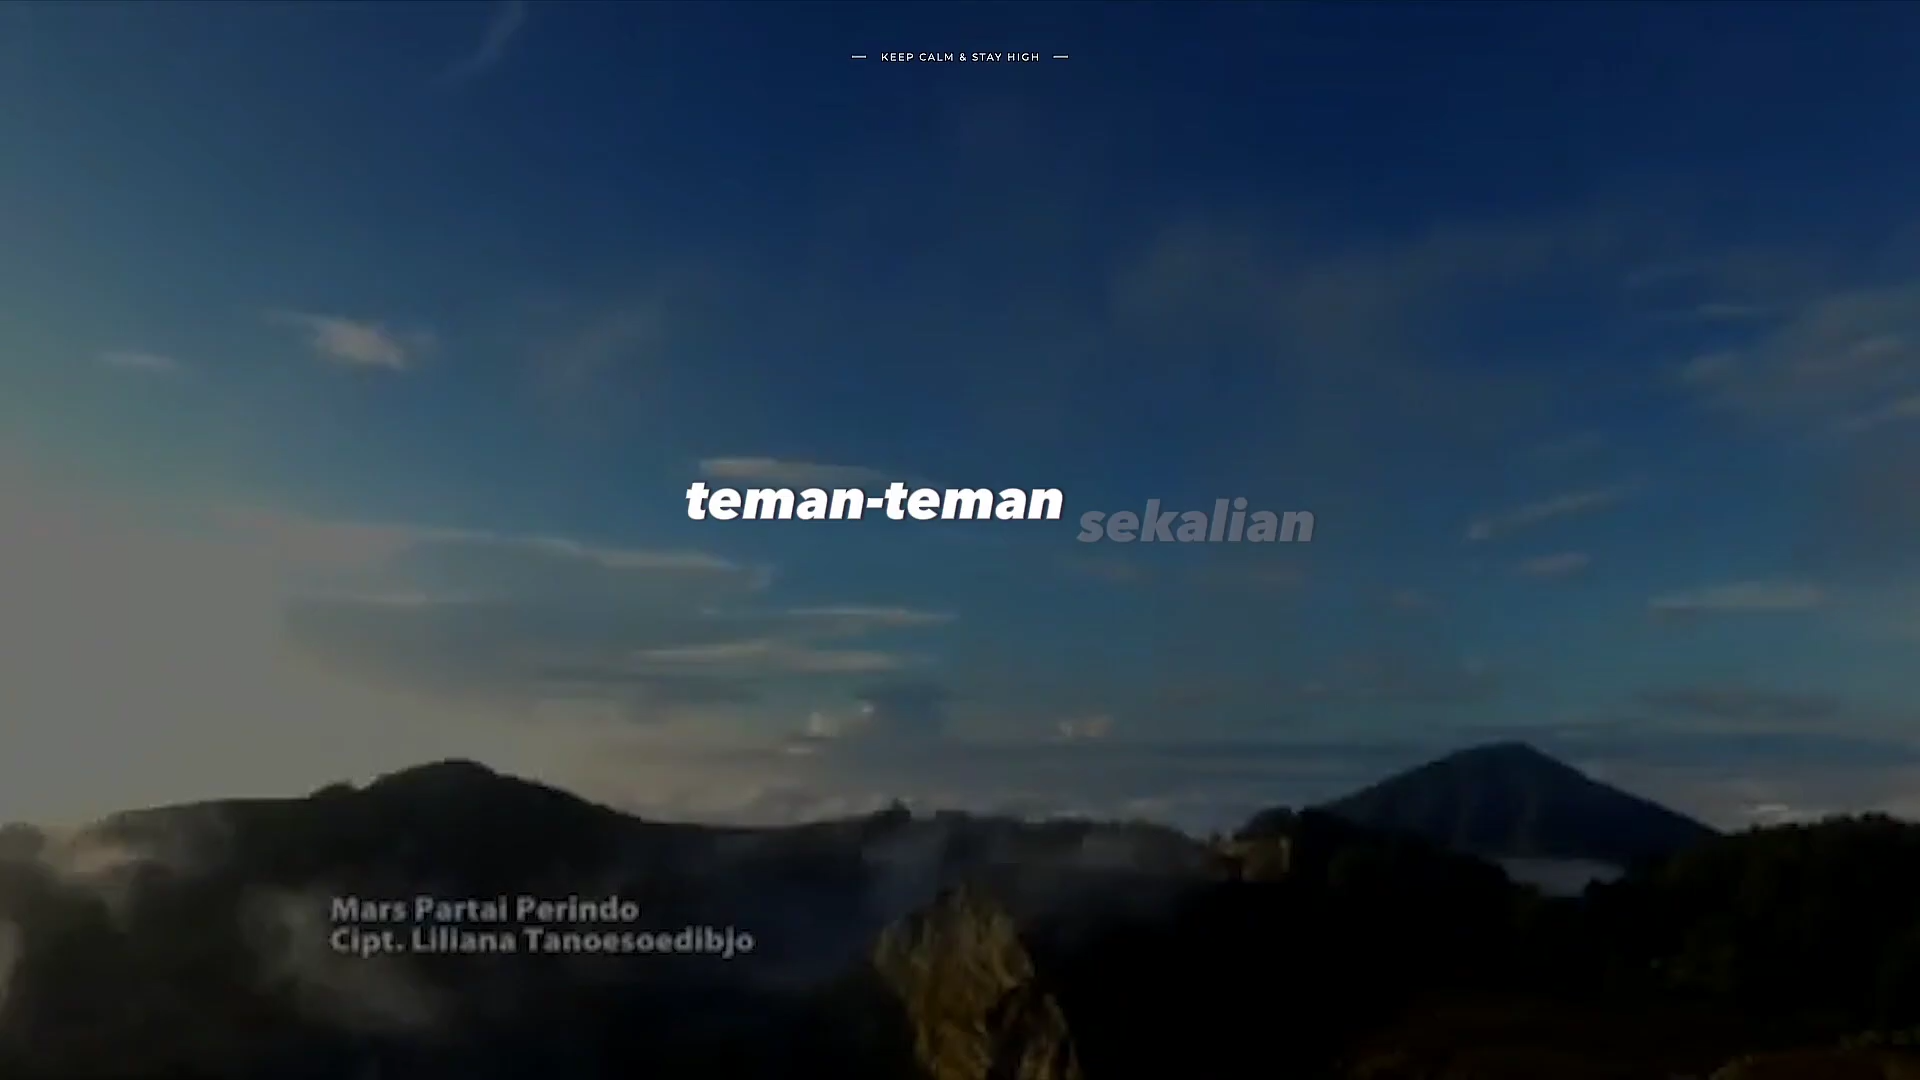 — KEEP CALM & STAY HIGH —
teman-teman sekalian
Mars Partai Perindo
Cipt. Liliana Tanoesoedibjo